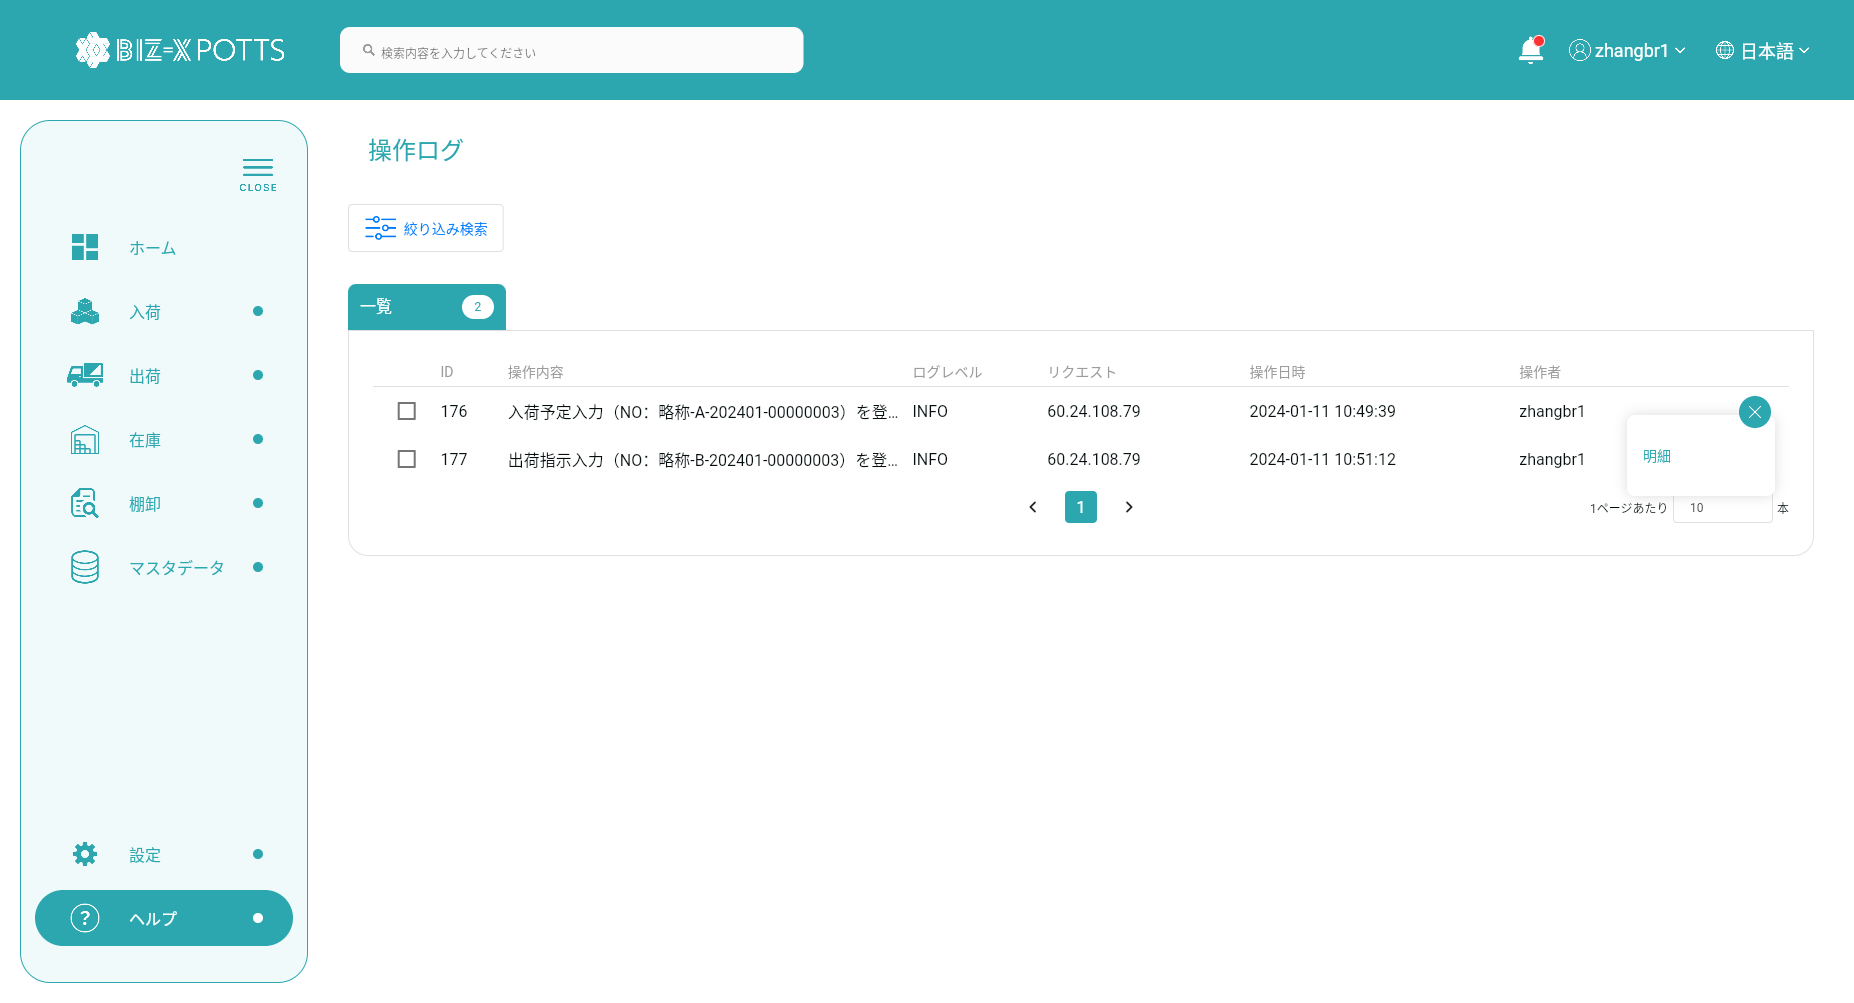 BIZ-X POTTS
検索内容を入力してください
zhangbr1
日本語
CLOSE
ホーム
入荷
出荷
在庫
棚卸
マスタデータ
設定
? ヘルプ
操作ログ
絞り込み検索
一覧 2
ID 操作内容 ログレベル リクエスト 操作日時 操作者
176 入荷予定入力（NO：略称-A-202401-00000003）を登... INFO 60.24.108.79 2024-01-11 10:49:39 zhangbr1
177 出荷指示入力（NO：略称-B-202401-00000003）を登... INFO 60.24.108.79 2024-01-11 10:51:12 zhangbr1
明細
1
1ページあたり 10 本